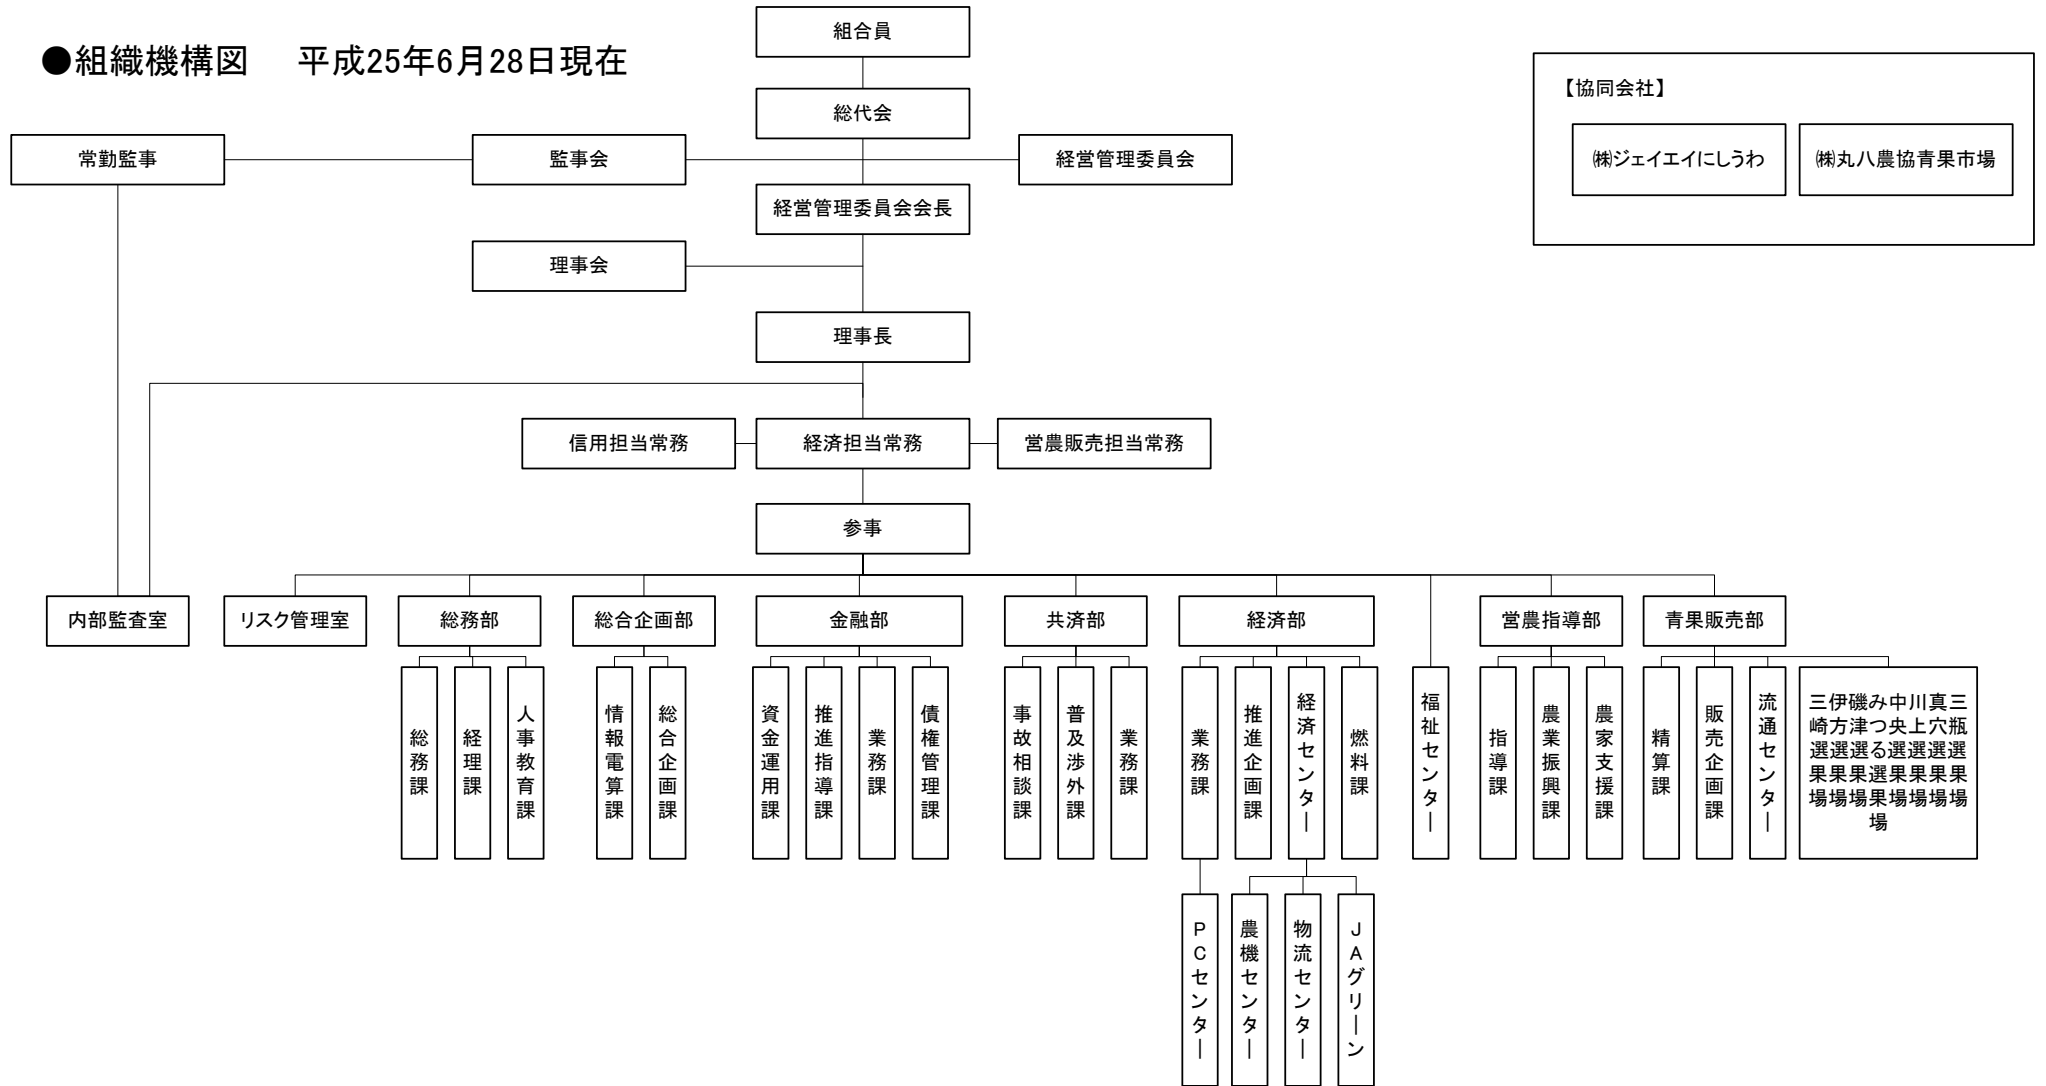 ●組織機構図　平成25年6月28日現在
組合員
総代会
常勤監事
監事会
経営管理委員会
経営管理委員会会長
理事会
理事長
信用担当常務
経済担当常務
営農販売担当常務
参事
【協同会社】
㈱ジェイエイにしうわ
㈱丸八農協青果市場
内部監査室
リスク管理室
総務部
総合企画部
金融部
共済部
経済部
営農指導部
青果販売部
総務課
経理課
人事教育課
情報電算課
総合企画課
資金運用課
推進指導課
業務課
債権管理課
事故相談課
普及渉外課
業務課
業務課
推進企画課
経済センター
燃料課
福祉センター
指導課
農業振興課
農家支援課
精算課
販売企画課
流通センター
三崎選果場
伊方選果場
磯津選果場
みつる選果場
中央選果場
川上選果場
真穴選果場
三瓶選果場
PCセンター
農機センター
物流センター
JAグリーン